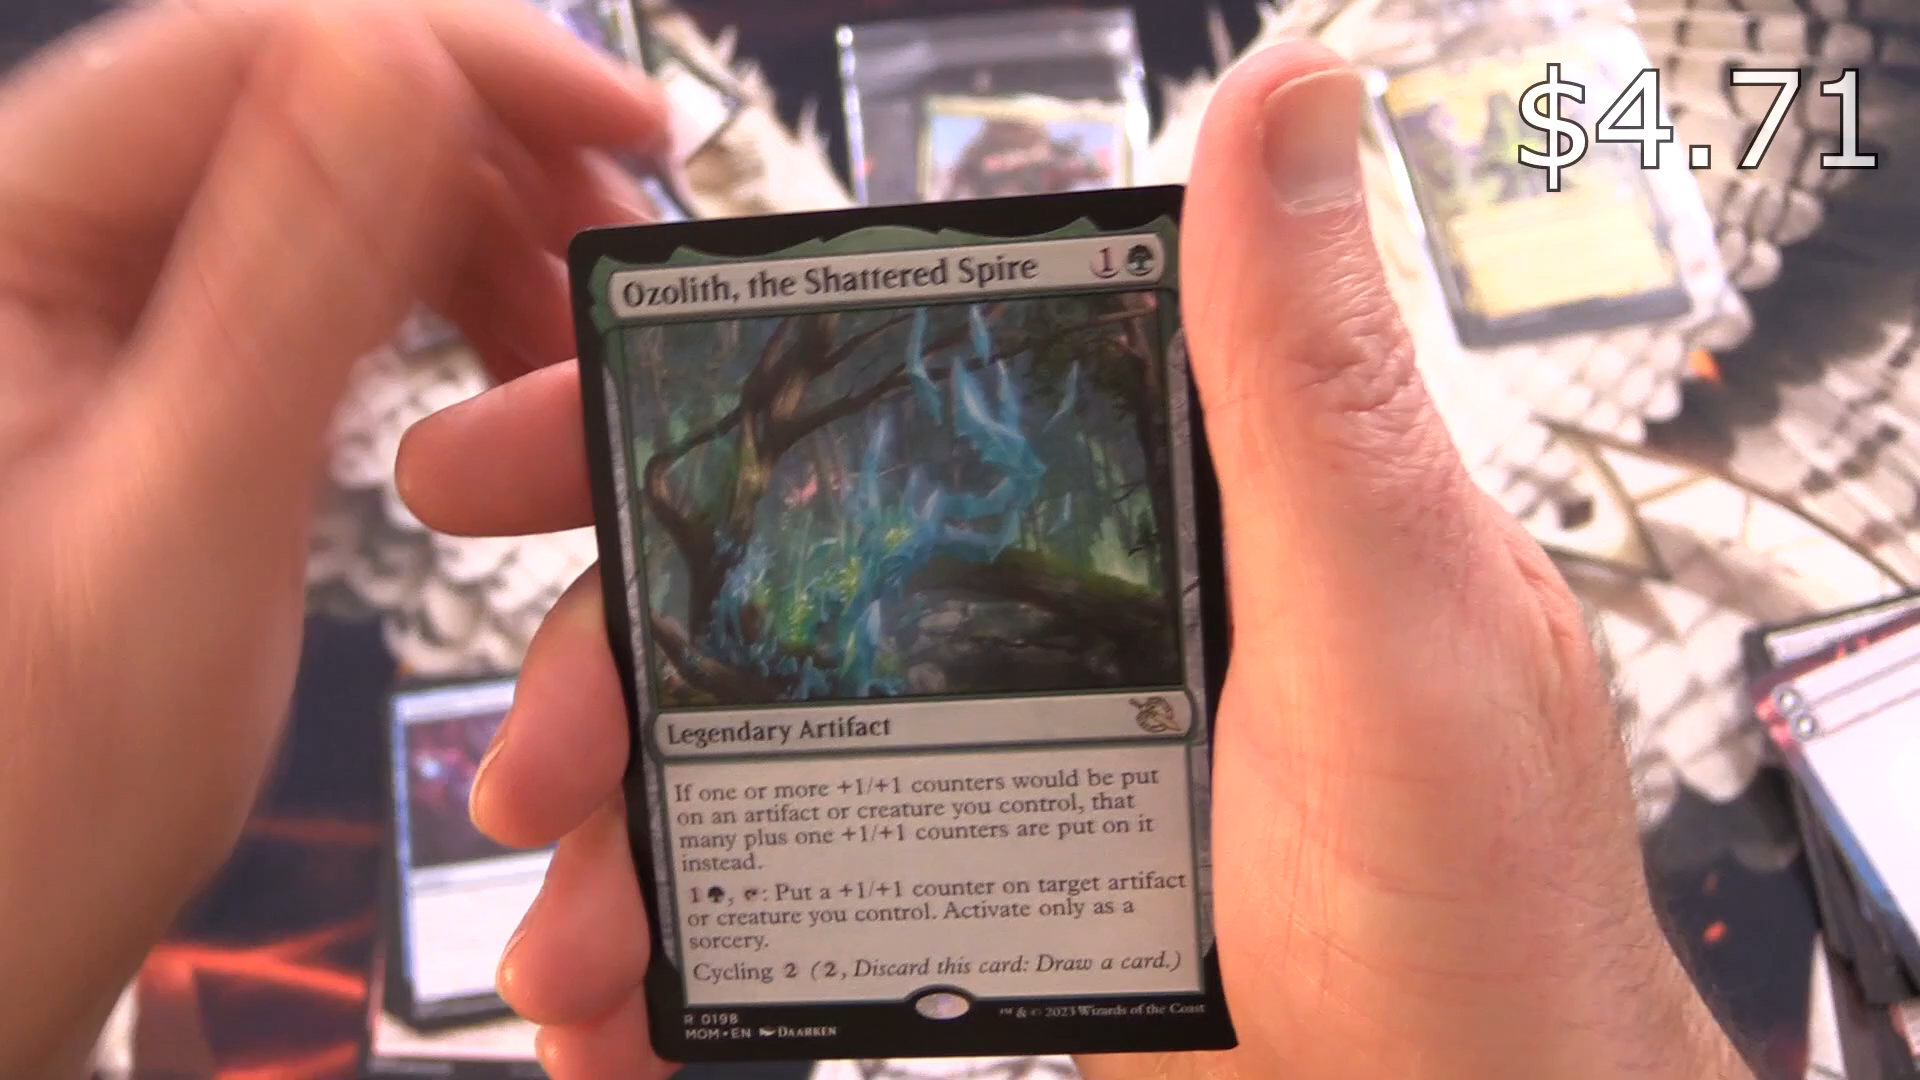 $4.71
Ozolith, the Shattered Spire 1
Legendary Artifact
If one or more +1/+1 counters would be put
on an artifact or creature you control, that
many plus one +1/+1 counters are put on it
instead.
1 , : Put a +1/+1 counter on target artifact
or creature you control. Activate only as a
sorcery.
Cycling 2 (2, Discard this card: Draw a card.)
R 0198
MOM • EN DAARKEN
™ & © 2023 Wizards of the Coast